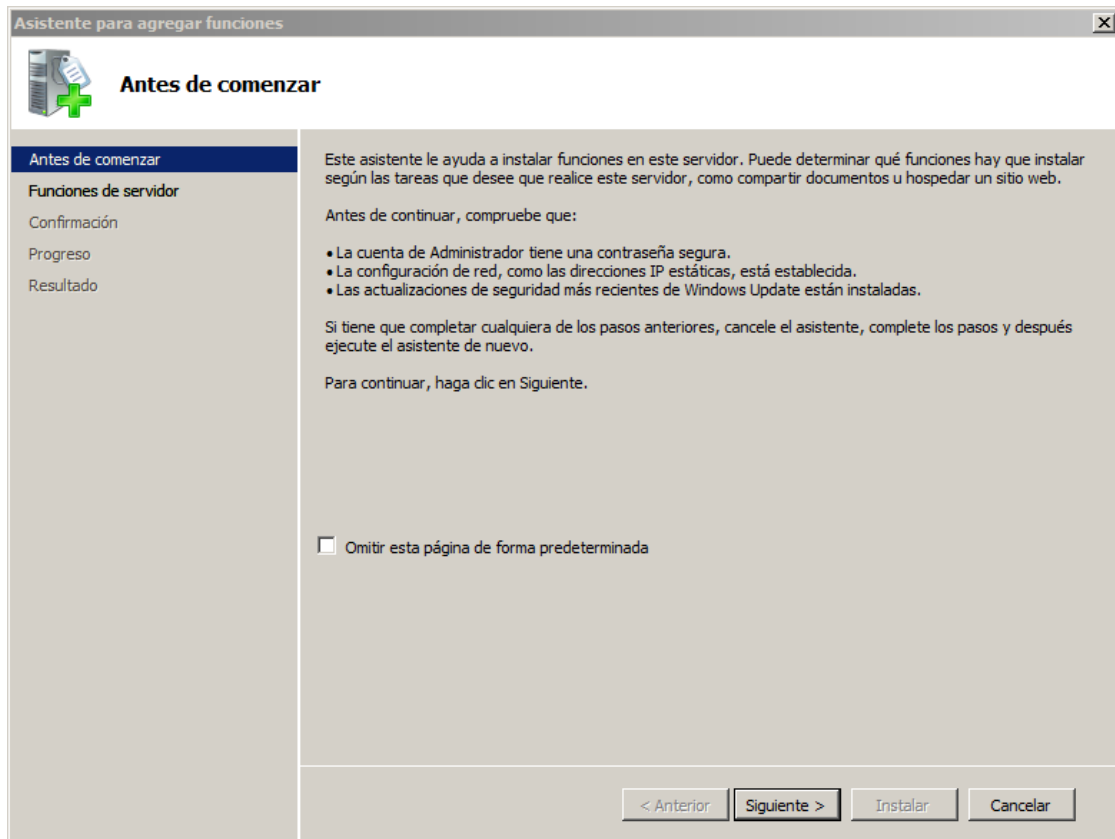 Asistente para agregar funciones
Antes de comenzar
Antes de comenzar
Funciones de servidor
Confirmación
Progreso
Resultado
Este asistente le ayuda a instalar funciones en este servidor. Puede determinar qué funciones hay que instalar
según las tareas que desee que realice este servidor, como compartir documentos u hospedar un sitio web.
Antes de continuar, compruebe que:
• La cuenta de Administrador tiene una contraseña segura.
• La configuración de red, como las direcciones IP estáticas, está establecida.
• Las actualizaciones de seguridad más recientes de Windows Update están instaladas.
Si tiene que completar cualquiera de los pasos anteriores, cancele el asistente, complete los pasos y después
ejecute el asistente de nuevo.
Para continuar, haga clic en Siguiente.
Omitir esta página de forma predeterminada
< Anterior Siguiente > Instalar Cancelar